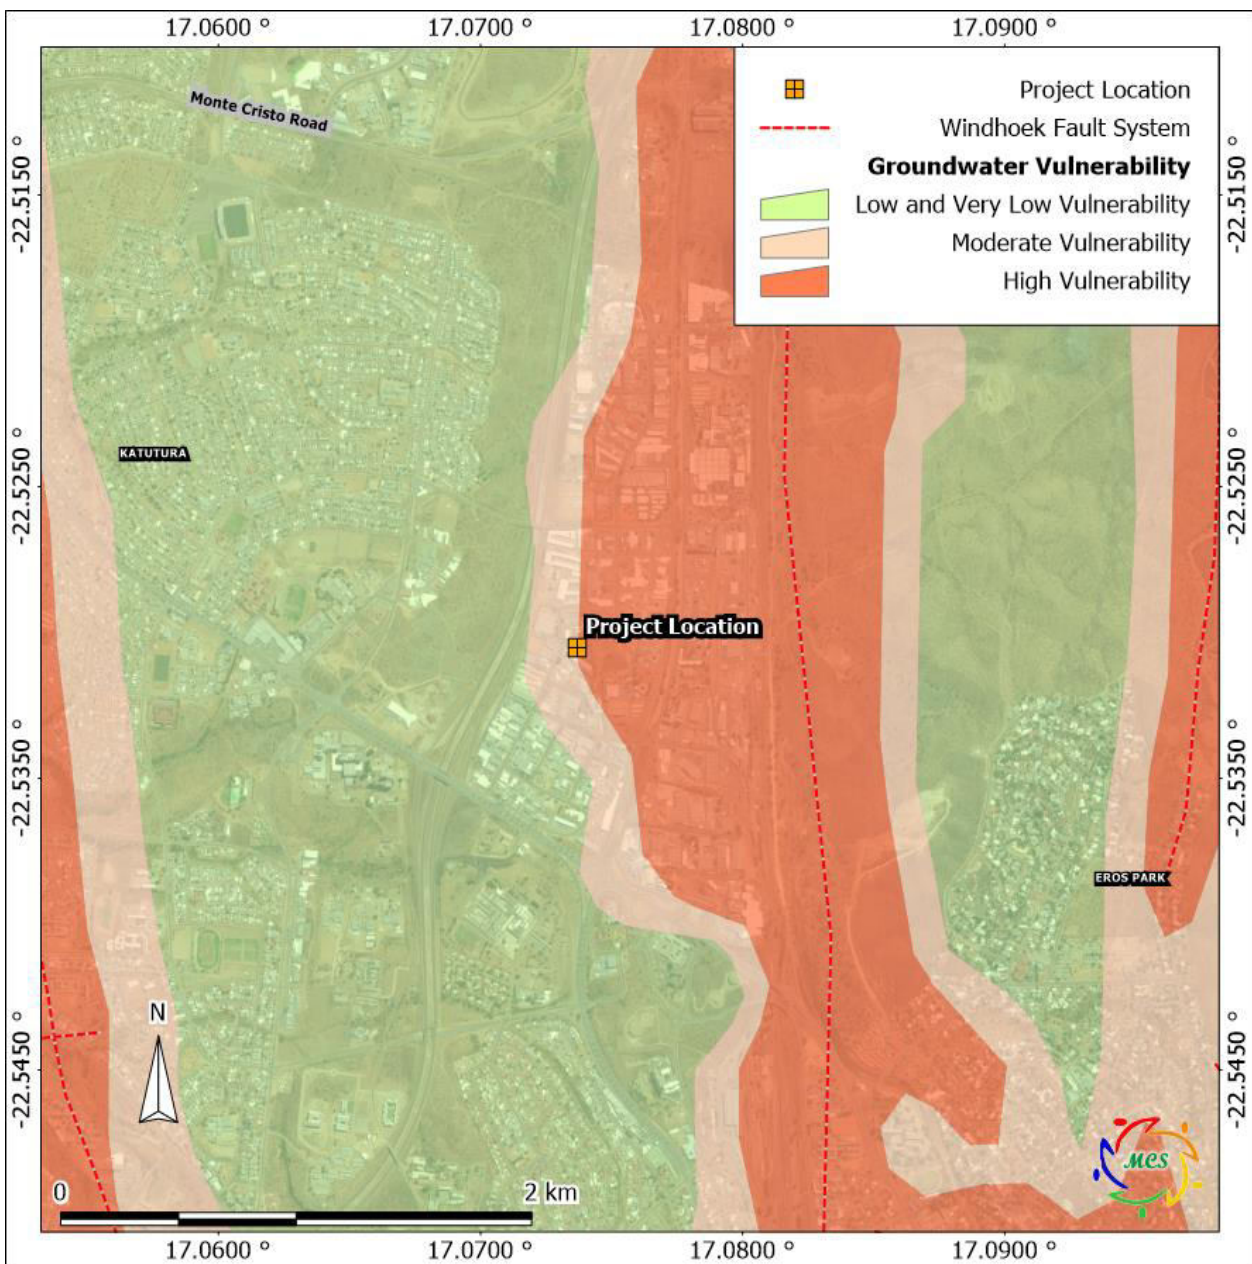 17.0600 °
17.0700 °
17.0800 °
17.0900 °
Project Location
Windhoek Fault System
Groundwater Vulnerability
Low and Very Low Vulnerability
Moderate Vulnerability
High Vulnerability
Monte Cristo Road
-22.5150 °
-22.5150 °
KATUTURA
-22.5250 °
-22.5250 °
Project Location
-22.5350 °
-22.5350 °
EROS PARK
N
-22.5450 °
-22.5450 °
MCS
0
2 km
17.0600 °
17.0700 °
17.0800 °
17.0900 °